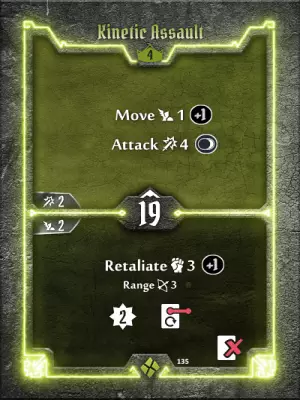 Kinetic Assault
4
Move 1 +1
Attack 4
2
19
2
Retaliate 3 +1
Range 3
2
135